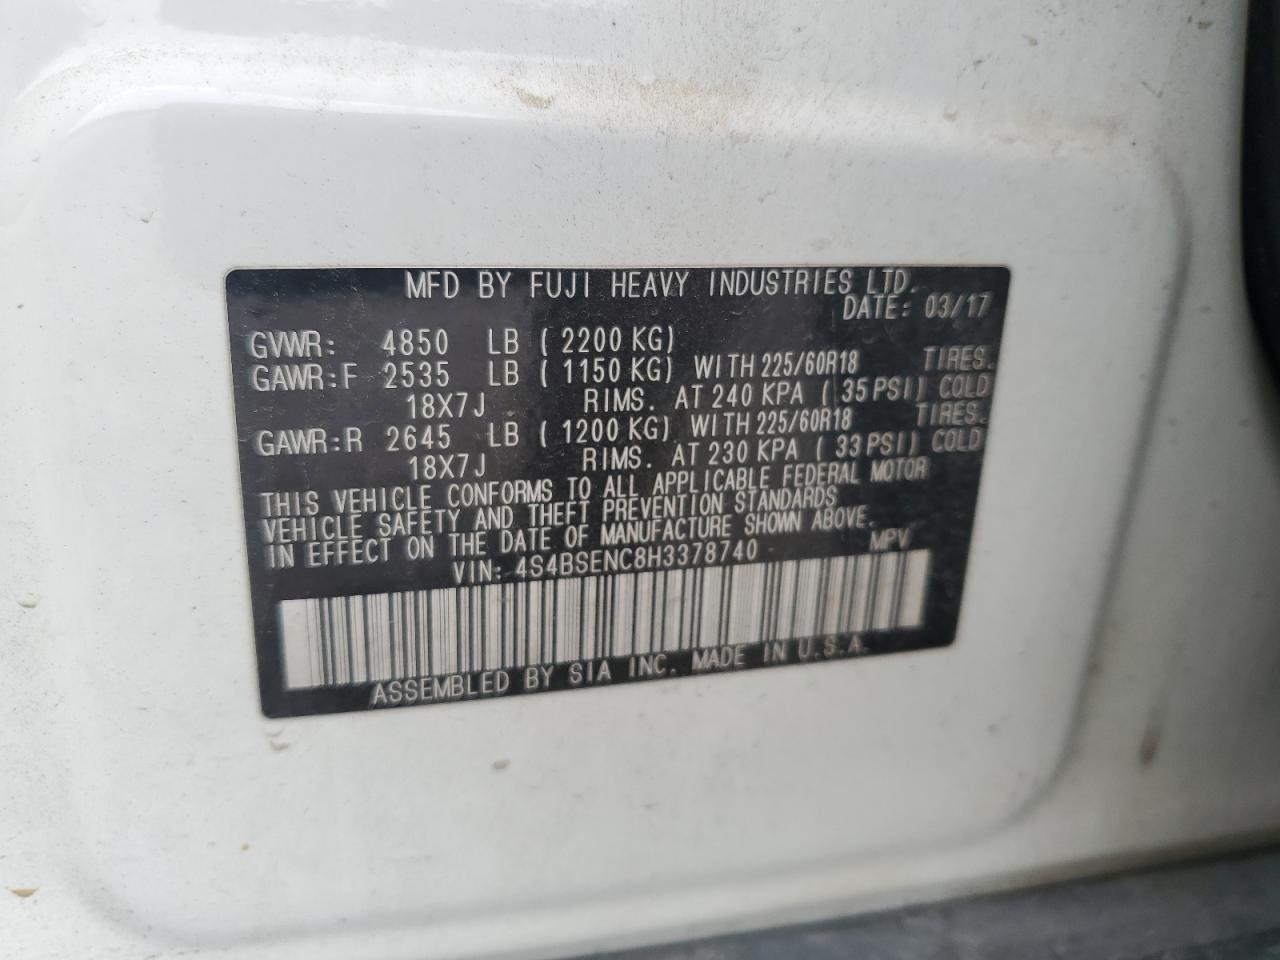 MFD BY FUJI HEAVY INDUSTRIES LTD.
DATE: 03/17
GVWR: 4850 LB ( 2200 KG)
GAWR:F 2535 LB ( 1150 KG) WITH 225/60R18 TIRES.
18X7J RIMS. AT 240 KPA ( 35 PSI) COLD
GAWR:R 2645 LB ( 1200 KG) WITH 225/60R18 TIRES.
18X7J RIMS. AT 230 KPA ( 33 PSI) COLD
THIS VEHICLE CONFORMS TO ALL APPLICABLE FEDERAL MOTOR
VEHICLE SAFETY AND THEFT PREVENTION STANDARDS
IN EFFECT ON THE DATE OF MANUFACTURE SHOWN ABOVE.
VIN: 4S4BSENC8H3378740 MPV
ASSEMBLED BY SIA INC. MADE IN U.S.A.